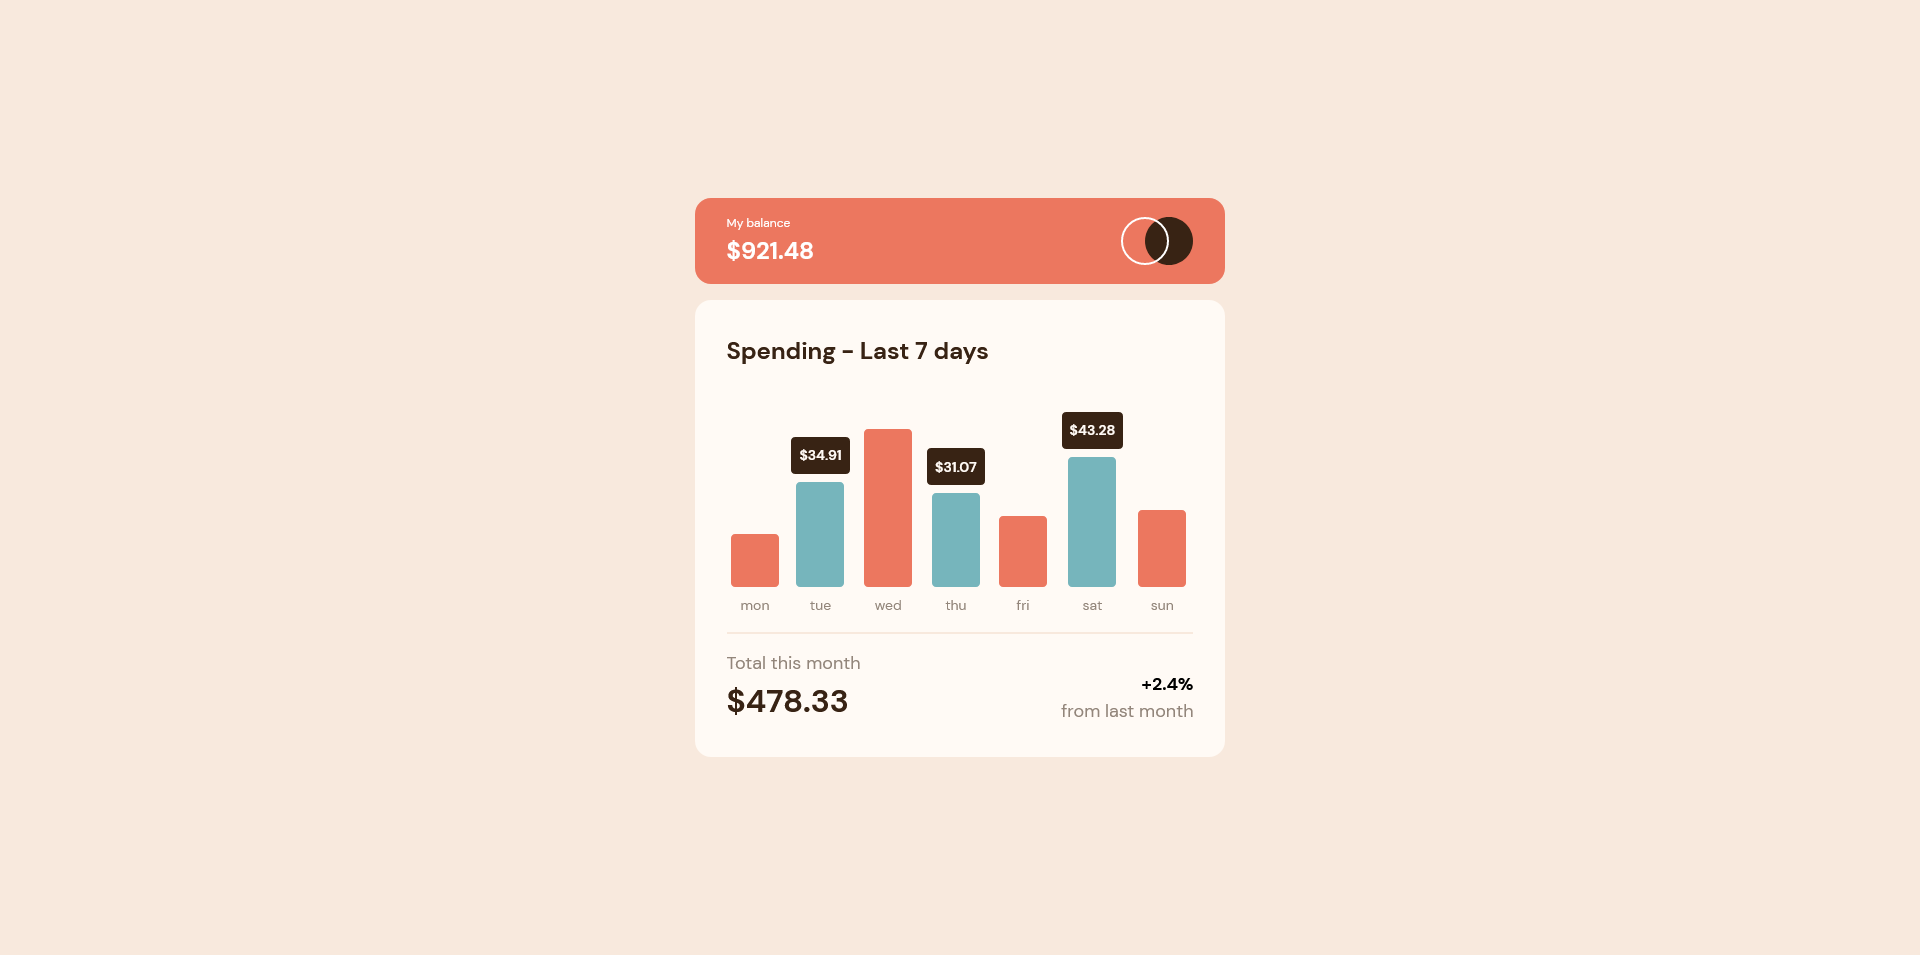 My balance
$921.48
Spending - Last 7 days
$34.91
$31.07
$43.28
mon tue wed thu fri sat sun
Total this month
$478.33
+2.4%
from last month